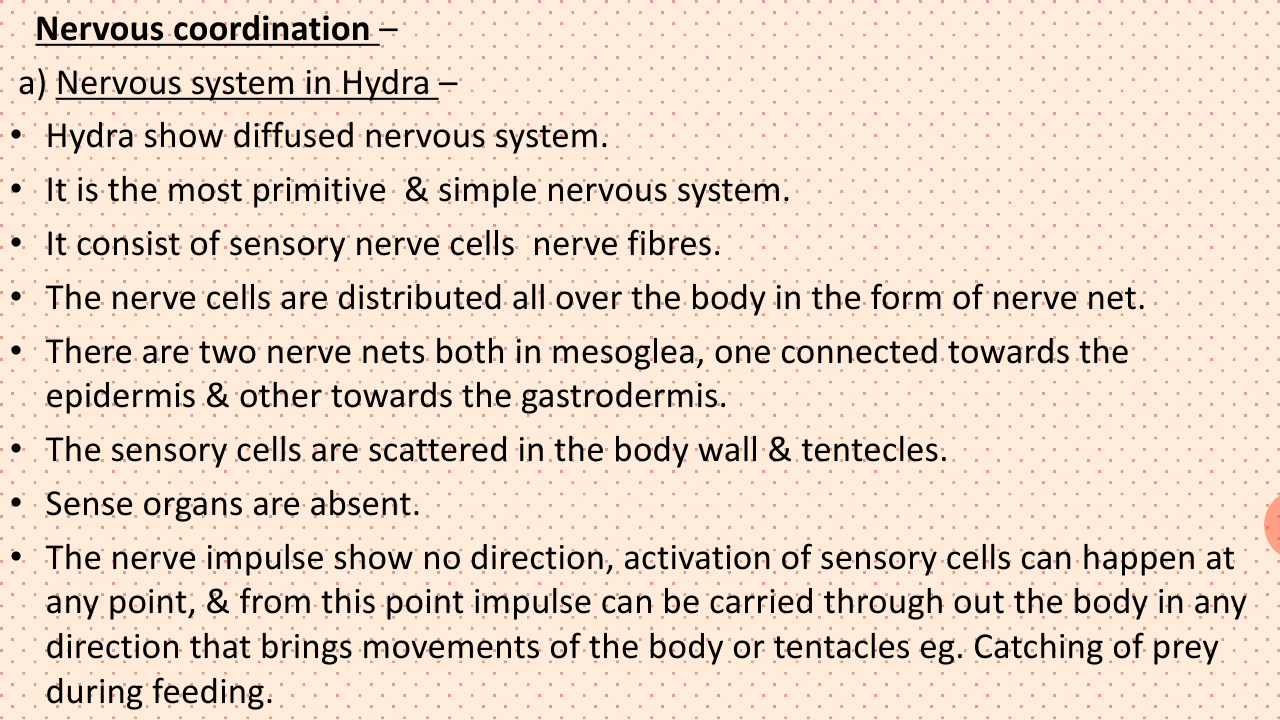 Nervous coordination –
a) Nervous system in Hydra –
• Hydra show diffused nervous system.
• It is the most primitive & simple nervous system.
• It consist of sensory nerve cells nerve fibres.
• The nerve cells are distributed all over the body in the form of nerve net.
• There are two nerve nets both in mesoglea, one connected towards the
epidermis & other towards the gastrodermis.
• The sensory cells are scattered in the body wall & tentecles.
• Sense organs are absent.
• The nerve impulse show no direction, activation of sensory cells can happen at
any point, & from this point impulse can be carried through out the body in any
direction that brings movements of the body or tentacles eg. Catching of prey
during feeding.